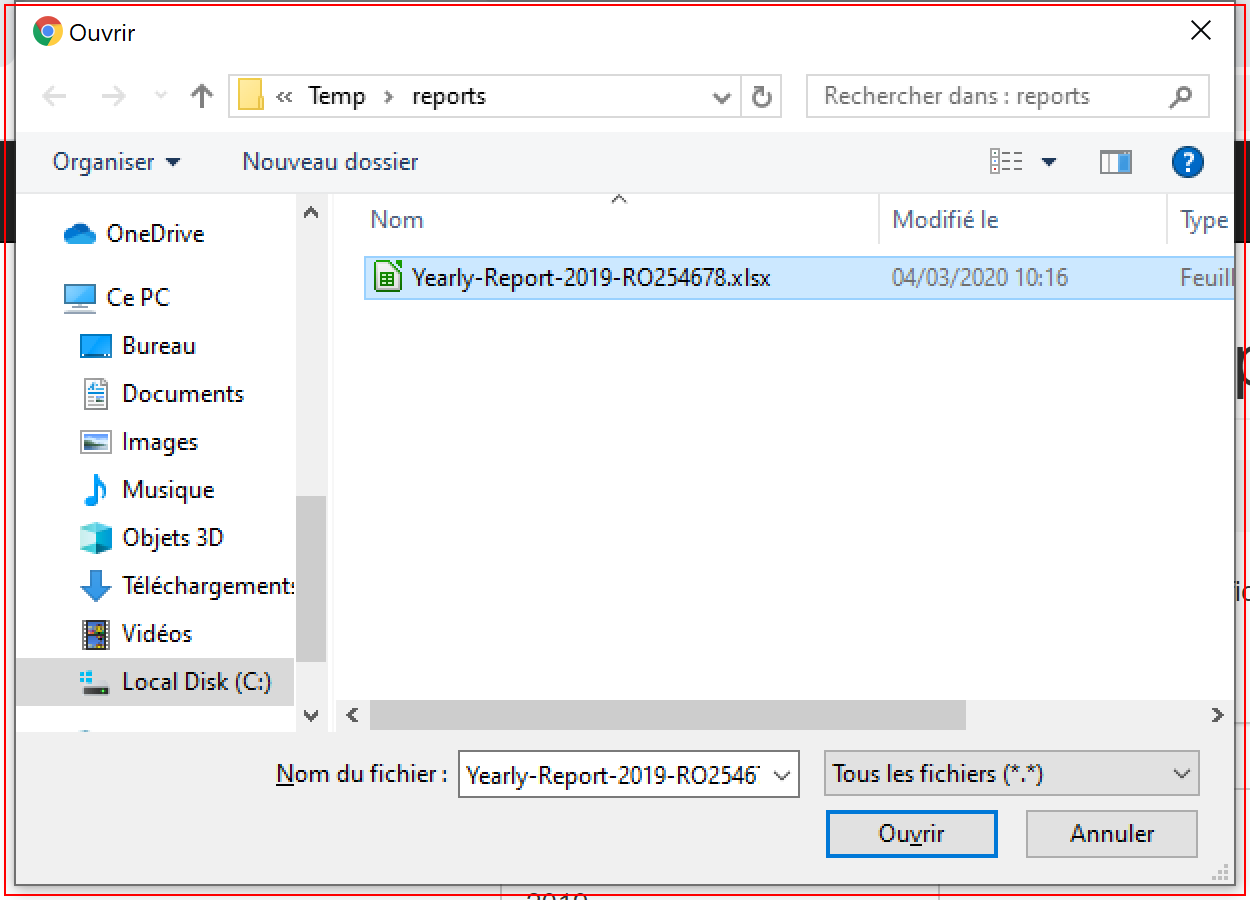 Ouvrir
« Temp > reports
Rechercher dans : reports
Organiser
Nouveau dossier
?
OneDrive
Ce PC
Bureau
Documents
Images
Musique
Objets 3D
Téléchargements
Vidéos
Local Disk (C:)
Nom
Modifié le
Type
Yearly-Report-2019-RO254678.xlsx
04/03/2020 10:16
Feuill
Nom du fichier :
Yearly-Report-2019-RO2546
Tous les fichiers (*.*)
Ouvrir
Annuler